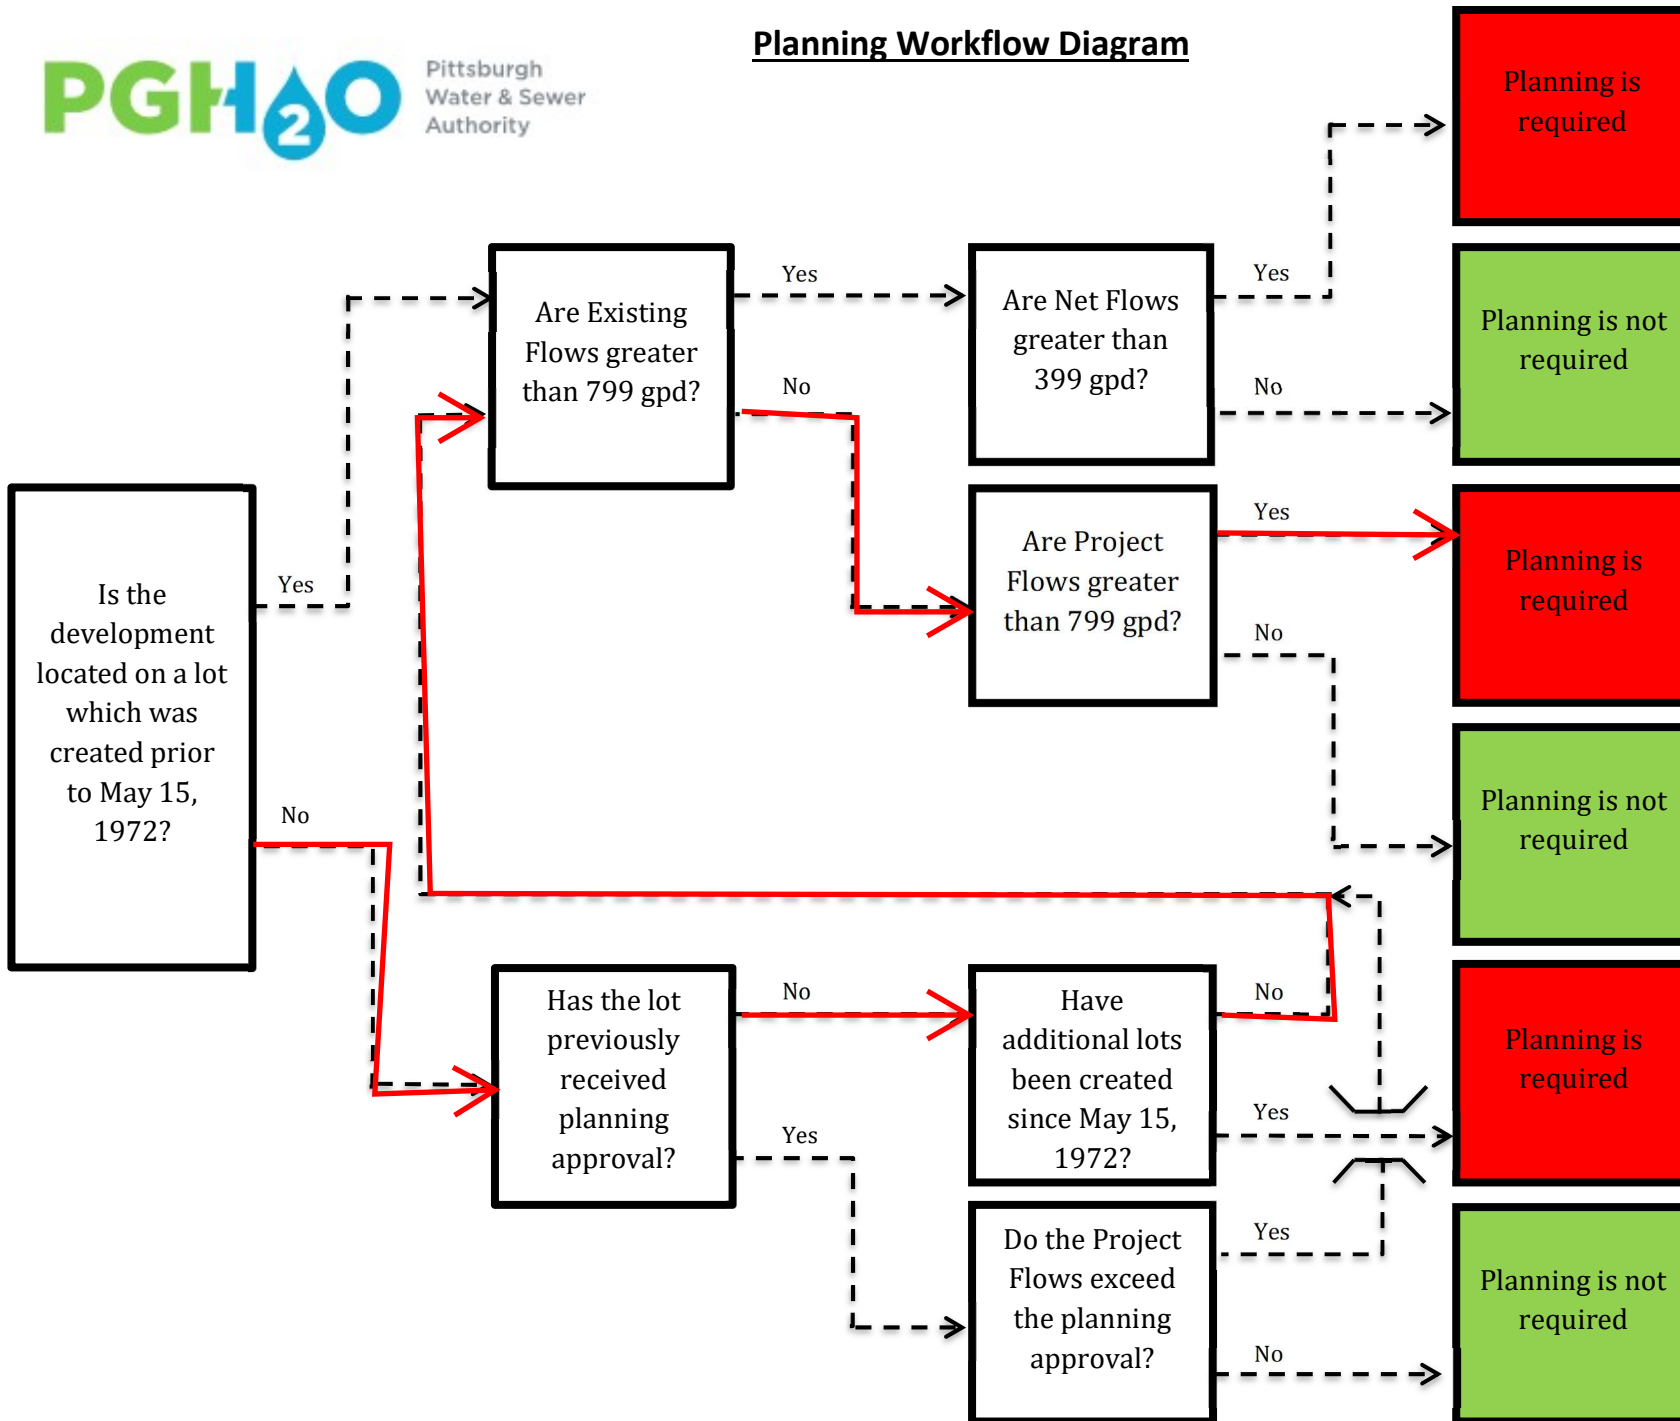 Planning Workflow Diagram
PGH2O
Pittsburgh
Water & Sewer
Authority
Is the
development
located on a lot
which was
created prior
to May 15,
1972?
Yes
No
Are Existing
Flows greater
than 799 gpd?
Yes
No
Are Net Flows
greater than
399 gpd?
Yes
No
Planning is
required
Planning is not
required
Are Project
Flows greater
than 799 gpd?
Yes
No
Planning is
required
Planning is not
required
Has the lot
previously
received
planning
approval?
No
Yes
Have
additional lots
been created
since May 15,
1972?
No
Yes
Planning is
required
Do the Project
Flows exceed
the planning
approval?
Yes
No
Planning is not
required